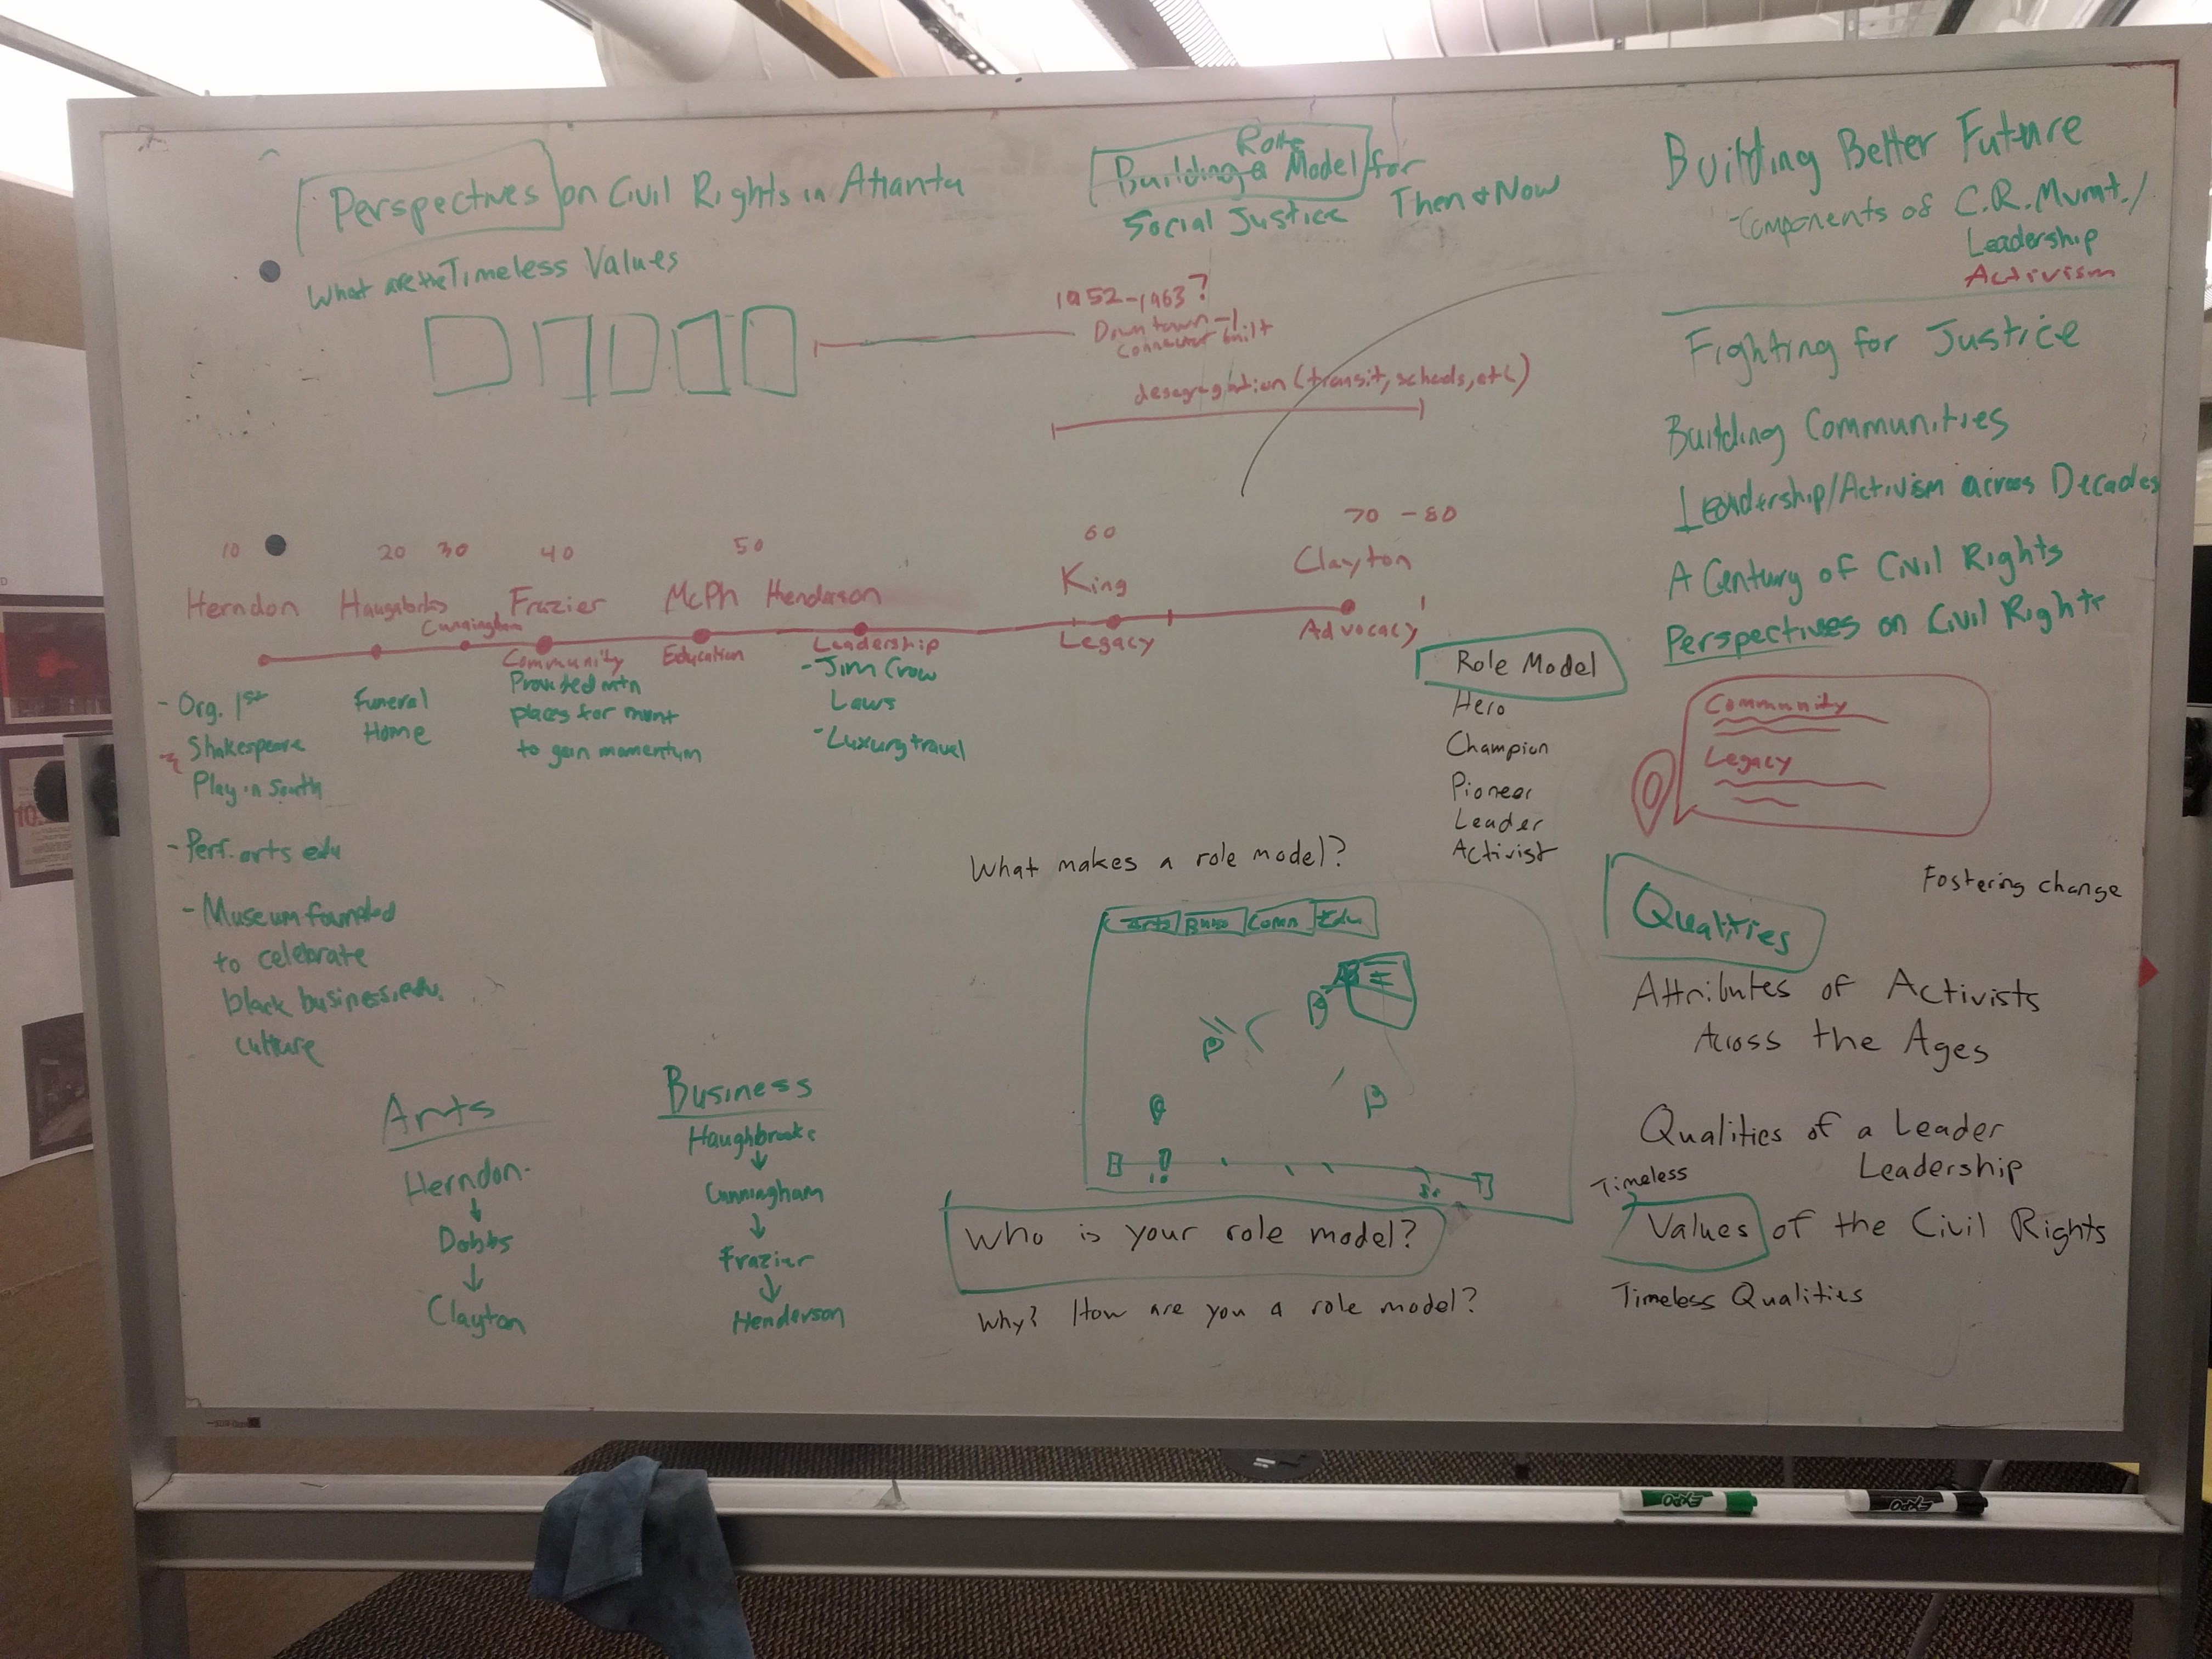 Perspectives on Civil Rights in Atlanta
What are the Timeless Values
Role
Building a Model for
Social Justice Then & Now
1952-1963?
Downtown
Connector built
desegregation (transit, schools, etc)
10 20 30 40 50 60 70 - 80
Herndon Haugabrooks Cunningham Frazier McPh Henderson King Clayton
Community Education Leadership Legacy Advocacy
- Org. 1st
Shakespeare
Play in South
- Perf. arts edu
- Museum founded
to celebrate
black business, edu,
culture
Funeral
Home
Provided mtn
places for mvmt
to gain momentum
- Jim Crow
Laws
- Luxury travel
Arts
Herndon
Dobbs
Clayton
Business
Haughbrooks
Cunningham
Frazier
Henderson
Role Model
Hero
Champion
Pioneer
Leader
Activist
What makes a role model?
Arts Busn Comm Edu
10
80
Who is your role model?
Why? How are you a role model?
Building Better Future
- Components of C.R. Mvmt./
Leadership
Activism
Fighting for Justice
Building Communities
Leadership/Activism across Decades
A Century of Civil Rights
Perspectives on Civil Rights
Community
Legacy
Fostering change
Qualities
Attributes of Activists
Across the Ages
Qualities of a Leader
Leadership
Timeless
Values of the Civil Rights
Timeless Qualities
EXPO
EXPO